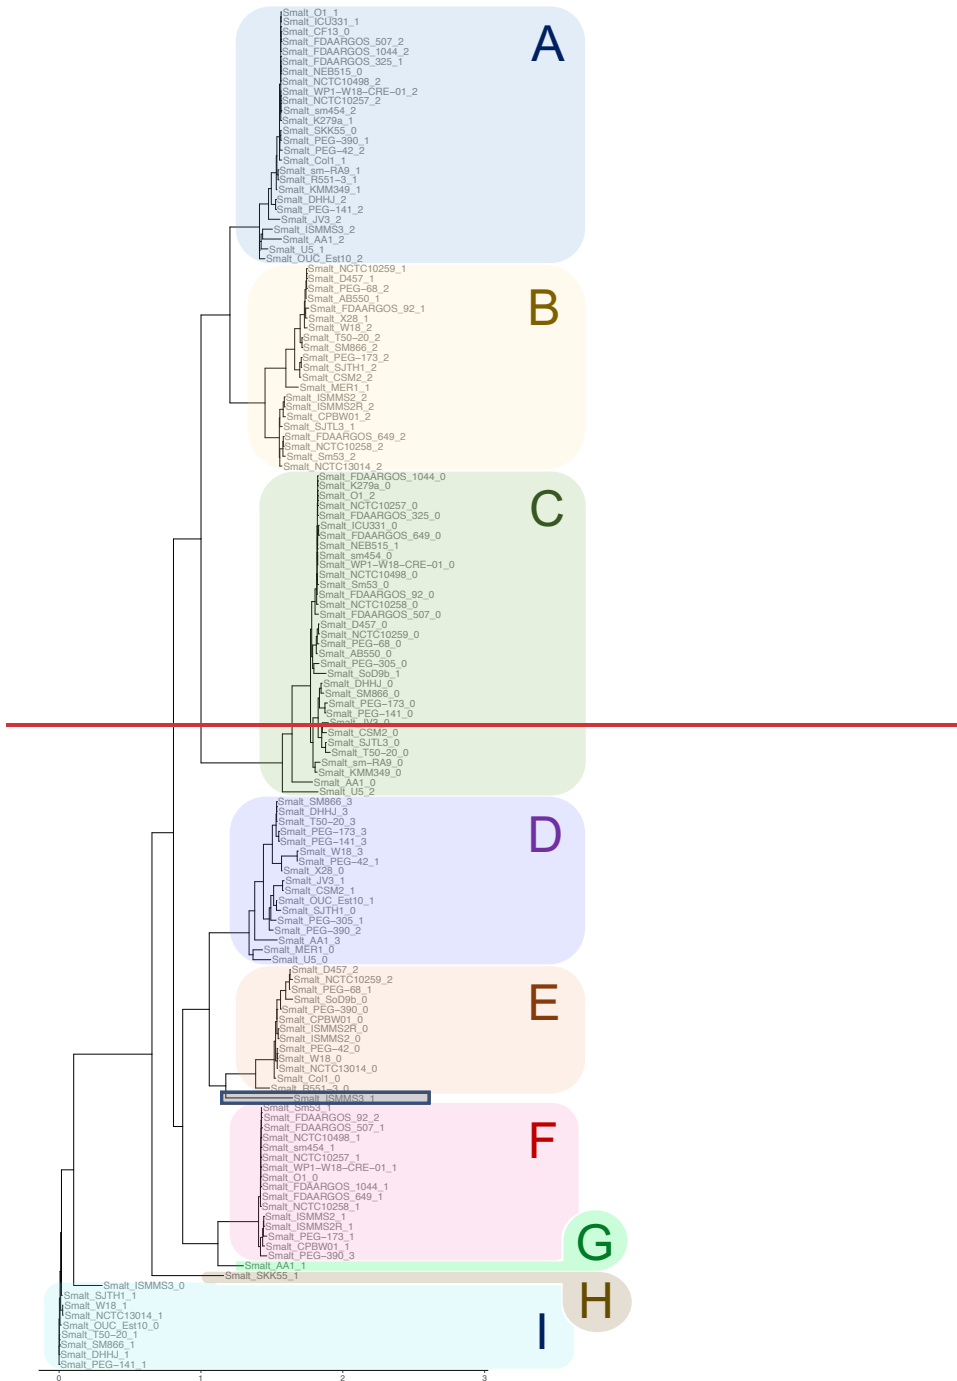 Smalt_O1_1
Smalt_ICU331_1
Smalt_CF13_0
Smalt_FDAARGOS_507_2
Smalt_FDAARGOS_1044_2
Smalt_FDAARGOS_325_1
Smalt_NEB515_0
Smalt_NCTC10498_2
Smalt_WP1-W18-CRE-01_2
Smalt_NCTC10257_2
Smalt_sm454_2
Smalt_K279a_1
Smalt_SKK55_0
Smalt_PEG-390_1
Smalt_PEG-42_2
Smalt_Col1_1
Smalt_sm-RA9_1
Smalt_R551-3_1
Smalt_KMM349_1
Smalt_DHHJ_2
Smalt_PEG-141_2
Smalt_JV3_2
Smalt_ISMMS3_2
Smalt_AA1_2
Smalt_U5_1
Smalt_OUC_Est10_2
A
Smalt_NCTC10259_1
Smalt_D457_1
Smalt_PEG-68_2
Smalt_AB550_1
Smalt_FDAARGOS_92_1
Smalt_X28_1
Smalt_W18_2
Smalt_T50-20_2
Smalt_SM866_2
Smalt_PEG-173_2
Smalt_SJTH1_2
Smalt_CSM2_2
Smalt_MER1_1
Smalt_ISMMS2_2
Smalt_ISMMS2R_2
Smalt_CPBW01_2
Smalt_SJTL3_1
Smalt_FDAARGOS_649_2
Smalt_NCTC10258_2
Smalt_Sm53_2
Smalt_NCTC13014_2
B
Smalt_FDAARGOS_1044_0
Smalt_K279a_0
Smalt_O1_2
Smalt_NCTC10257_0
Smalt_FDAARGOS_325_0
Smalt_ICU331_0
Smalt_FDAARGOS_649_0
Smalt_NEB515_1
Smalt_sm454_0
Smalt_WP1-W18-CRE-01_0
Smalt_NCTC10498_0
Smalt_Sm53_0
Smalt_FDAARGOS_92_0
Smalt_NCTC10258_0
Smalt_FDAARGOS_507_0
Smalt_D457_0
Smalt_NCTC10259_0
Smalt_PEG-68_0
Smalt_AB550_0
Smalt_PEG-305_0
Smalt_SoD9b_1
Smalt_DHHJ_0
Smalt_SM866_0
Smalt_PEG-173_0
Smalt_PEG-141_0
Smalt_JV3_0
Smalt_CSM2_0
Smalt_SJTL3_0
Smalt_T50-20_0
Smalt_sm-RA9_0
Smalt_KMM349_0
Smalt_AA1_0
Smalt_U5_2
C
Smalt_SM866_3
Smalt_DHHJ_3
Smalt_T50-20_3
Smalt_PEG-173_3
Smalt_PEG-141_3
Smalt_W18_3
Smalt_PEG-42_1
Smalt_X28_0
Smalt_JV3_1
Smalt_CSM2_1
Smalt_OUC_Est10_1
Smalt_SJTH1_0
Smalt_PEG-305_1
Smalt_PEG-390_2
Smalt_AA1_3
Smalt_MER1_0
Smalt_U5_0
D
Smalt_D457_2
Smalt_NCTC10259_2
Smalt_PEG-68_1
Smalt_SoD9b_0
Smalt_PEG-390_0
Smalt_CPBW01_0
Smalt_ISMMS2R_0
Smalt_ISMMS2_0
Smalt_PEG-42_0
Smalt_W18_0
Smalt_NCTC13014_0
Smalt_Col1_0
Smalt_R551-3_0
E
Smalt_ISMMS3_1
Smalt_Sm53_1
Smalt_FDAARGOS_92_2
Smalt_FDAARGOS_507_1
Smalt_NCTC10498_1
Smalt_sm454_1
Smalt_NCTC10257_1
Smalt_WP1-W18-CRE-01_1
Smalt_O1_0
Smalt_FDAARGOS_1044_1
Smalt_FDAARGOS_649_1
Smalt_NCTC10258_1
Smalt_ISMMS2_1
Smalt_ISMMS2R_1
Smalt_PEG-173_1
Smalt_CPBW01_1
Smalt_PEG-390_3
F
Smalt_AA1_1
G
Smalt_SKK55_1
H
Smalt_ISMMS3_0
Smalt_SJTH1_1
Smalt_W18_1
Smalt_NCTC13014_1
Smalt_OUC_Est10_0
Smalt_T50-20_1
Smalt_SM866_1
Smalt_DHHJ_1
Smalt_PEG-141_1
I
0 1 2 3